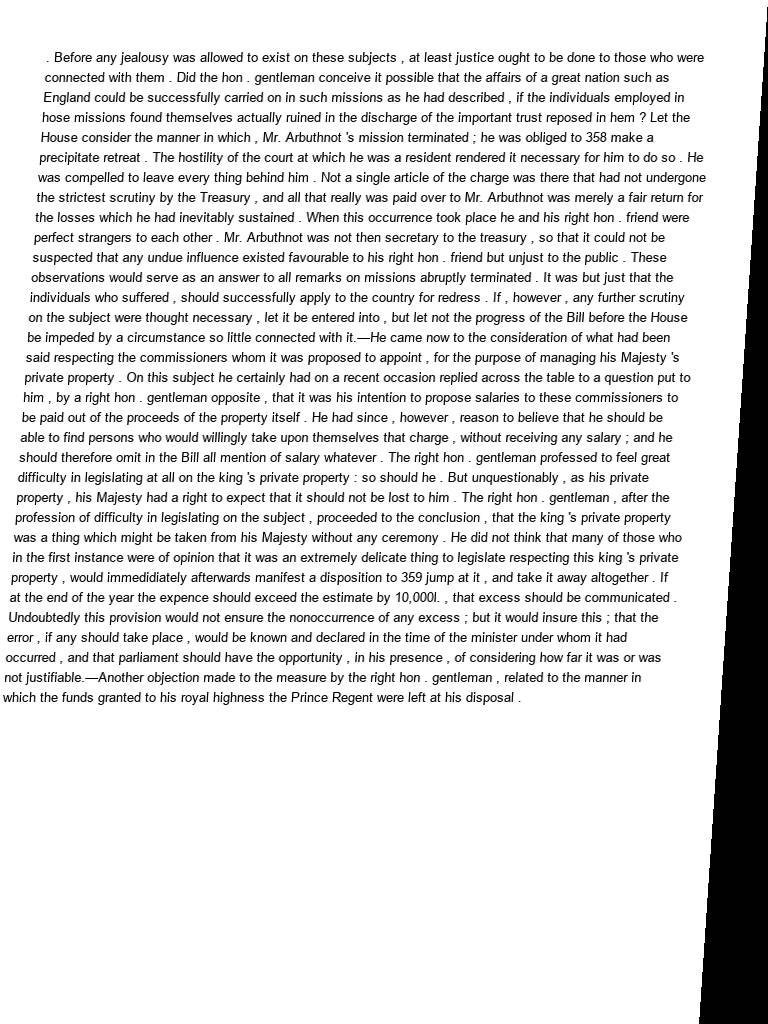 . Before any jealousy was allowed to exist on these subjects , at least justice ought to be done to those who were
connected with them . Did the hon . gentleman conceive it possible that the affairs of a great nation such as
England could be successfully carried on in such missions as he had described , if the individuals employed in
hose missions found themselves actually ruined in the discharge of the important trust reposed in hem ? Let the
House consider the manner in which , Mr. Arbuthnot 's mission terminated ; he was obliged to 358 make a
precipitate retreat . The hostility of the court at which he was a resident rendered it necessary for him to do so . He
was compelled to leave every thing behind him . Not a single article of the charge was there that had not undergone
the strictest scrutiny by the Treasury , and all that really was paid over to Mr. Arbuthnot was merely a fair return for
the losses which he had inevitably sustained . When this occurrence took place he and his right hon . friend were
perfect strangers to each other . Mr. Arbuthnot was not then secretary to the treasury , so that it could not be
suspected that any undue influence existed favourable to his right hon . friend but unjust to the public . These
observations would serve as an answer to all remarks on missions abruptly terminated . It was but just that the
individuals who suffered , should successfully apply to the country for redress . If , however , any further scrutiny
on the subject were thought necessary , let it be entered into , but let not the progress of the Bill before the House
be impeded by a circumstance so little connected with it.—He came now to the consideration of what had been
said respecting the commissioners whom it was proposed to appoint , for the purpose of managing his Majesty 's
private property . On this subject he certainly had on a recent occasion replied across the table to a question put to
him , by a right hon . gentleman opposite , that it was his intention to propose salaries to these commissioners to
be paid out of the proceeds of the property itself . He had since , however , reason to believe that he should be
able to find persons who would willingly take upon themselves that charge , without receiving any salary ; and he
should therefore omit in the Bill all mention of salary whatever . The right hon . gentleman professed to feel great
difficulty in legislating at all on the king 's private property : so should he . But unquestionably , as his private
property , his Majesty had a right to expect that it should not be lost to him . The right hon . gentleman , after the
profession of difficulty in legislating on the subject , proceeded to the conclusion , that the king 's private property
was a thing which might be taken from his Majesty without any ceremony . He did not think that many of those who
in the first instance were of opinion that it was an extremely delicate thing to legislate respecting this king 's private
property , would immedidiately afterwards manifest a disposition to 359 jump at it , and take it away altogether . If
at the end of the year the expence should exceed the estimate by 10,000l. , that excess should be communicated .
Undoubtedly this provision would not ensure the nonoccurrence of any excess ; but it would insure this ; that the
error , if any should take place , would be known and declared in the time of the minister under whom it had
occurred , and that parliament should have the opportunity , in his presence , of considering how far it was or was
not justifiable.—Another objection made to the measure by the right hon . gentleman , related to the manner in
which the funds granted to his royal highness the Prince Regent were left at his disposal .